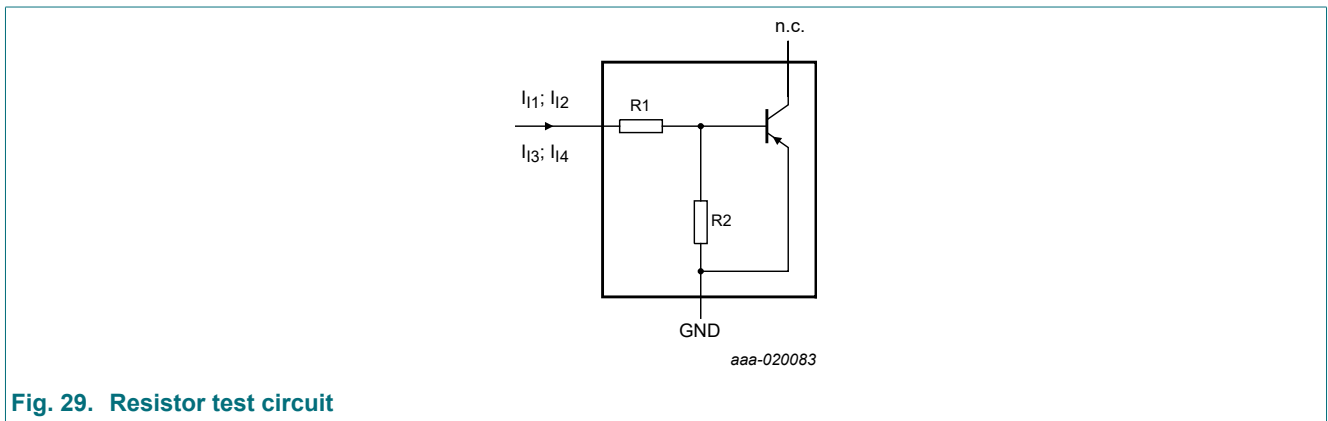 n.c.
II1; II2
R1
II3; II4
R2
GND
aaa-020083
Fig. 29. Resistor test circuit